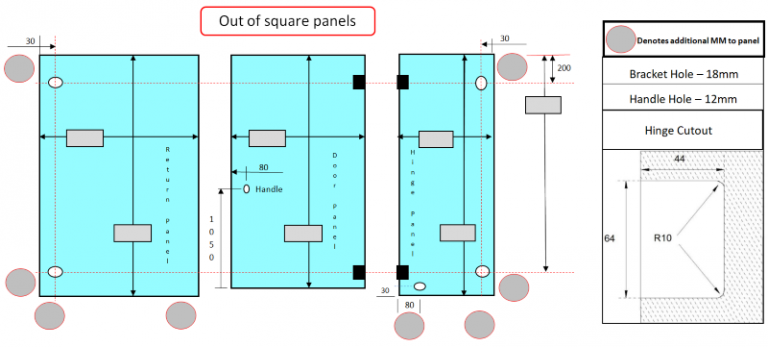 Out of square panels
30
30
200
Denotes additional MM to panel
Bracket Hole – 18mm
Handle Hole – 12mm
Hinge Cutout
44
64
R10
Return panel
80
Handle
1050
Door panel
Hinge Panel
30
80